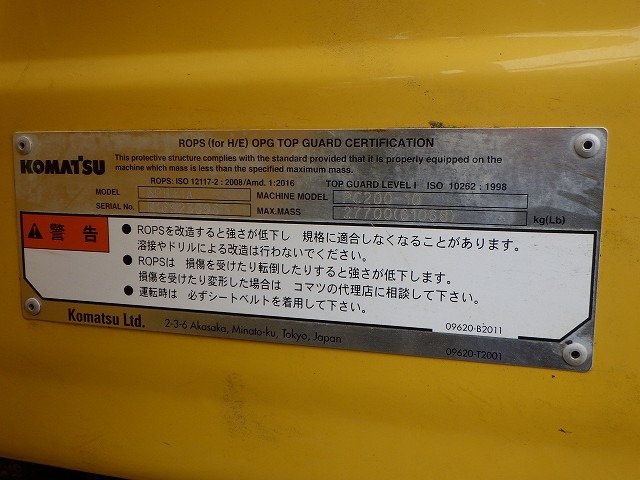 ROPS (for H/E) OPG TOP GUARD CERTIFICATION
KOMATSU
This protective structure complies with the standard provided that it is properly equipped on the
machine which mass is less than the specified maximum mass.
ROPS: ISO 12117-2 : 2008/Amd. 1:2016 TOP GUARD LEVEL I ISO 10262 : 1998
MODEL MACHINE MODEL
SERIAL No. MAX.MASS kg(Lb)
警告
● ROPSを改造すると強さが低下し 規格に適合しなくなることがあります。
溶接やドリルによる改造は行わないでください。
● ROPSは 損傷を受けたり転倒したりすると強さが低下します。
損傷を受けたり変形した場合は コマツの代理店に相談して下さい。
● 運転時は 必ずシートベルトを着用して下さい。
09620-B2011
Komatsu Ltd. 2-3-6 Akasaka, Minato-ku, Tokyo, Japan
09620-T2001